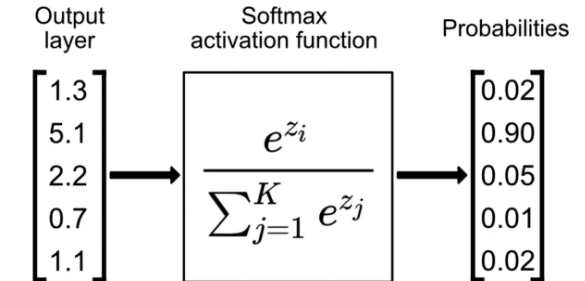 Output
layer
Softmax
activation function
Probabilities
1.3
5.1
2.2
0.7
1.1
e^{z_i}
∑_{j=1}^{K} e^{z_j}
0.02
0.90
0.05
0.01
0.02